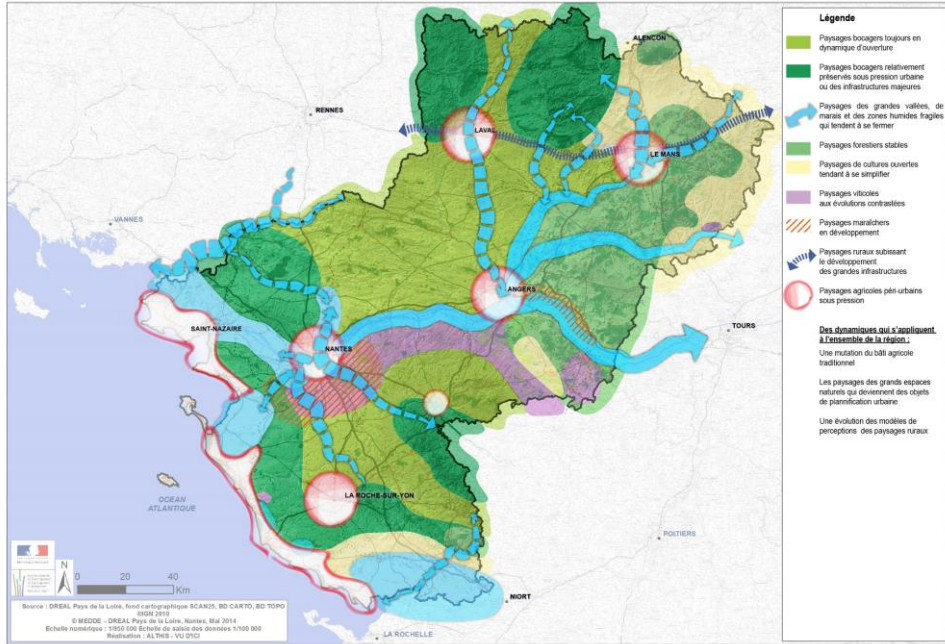 ALENÇON
RENNES
LAVAL
LE MANS
VANNES
ANGERS
SAINT-NAZAIRE
NANTES
TOURS
LA ROCHE-SUR-YON
OCEAN
ATLANTIQUE
POITIERS
NIORT
LA ROCHELLE
N
0 20 40
Km
Source : DREAL Pays de la Loire, fond cartographique SCAN25, BD CARTO, BD TOPO
©IGN 2010
© MEDDE - DREAL Pays de la Loire, Nantes, Mai 2014
Echelle numérique : 1/950 000 Echelle de saisie des données 1/100 000
Réalisation : ALTHIS - VU D'ICI
Légende
Paysages bocagers toujours en
dynamique d'ouverture
Paysages bocagers relativement
préservés sous pression urbaine
ou des infrastructures majeures
Paysages des grandes vallées, de
marais et des zones humides fragiles
qui tendent à se fermer
Paysages forestiers stables
Paysages de cultures ouvertes
tendant à se simplifier
Paysages viticoles
aux évolutions contrastées
Paysages maraîchers
en développement
Paysages ruraux subissant
le développement
des grandes infrastructures
Paysages agricoles péri-urbains
sous pression
Des dynamiques qui s'appliquent
à l'ensemble de la région :
Une mutation du bâti agricole
traditionnel
Les paysages des grands espaces
naturels qui deviennent des objets
de plannification urbaine
Une évolution des modèles de
perceptions des paysages ruraux